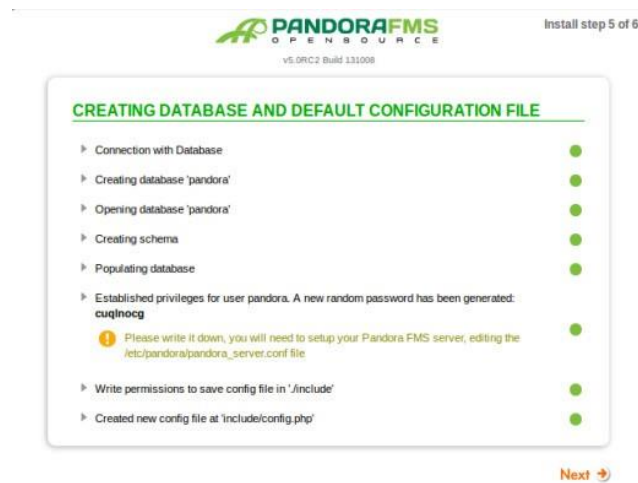 PANDORAFMS
OPENSOURCE
Install step 5 of 6
v5.0RC2 Build 131008
CREATING DATABASE AND DEFAULT CONFIGURATION FILE
Connection with Database
Creating database 'pandora'
Opening database 'pandora'
Creating schema
Populating database
Established privileges for user pandora. A new random password has been generated:
cuqlnocg
Please write it down, you will need to setup your Pandora FMS server, editing the
/etc/pandora/pandora_server.conf file
Write permissions to save config file in './include'
Created new config file at 'include/config.php'
Next